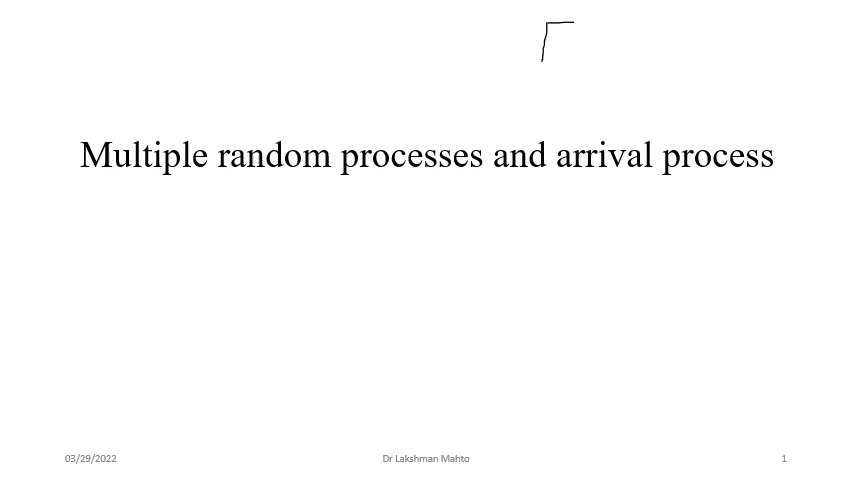 Multiple random processes and arrival process
03/29/2022
Dr Lakshman Mahto
1